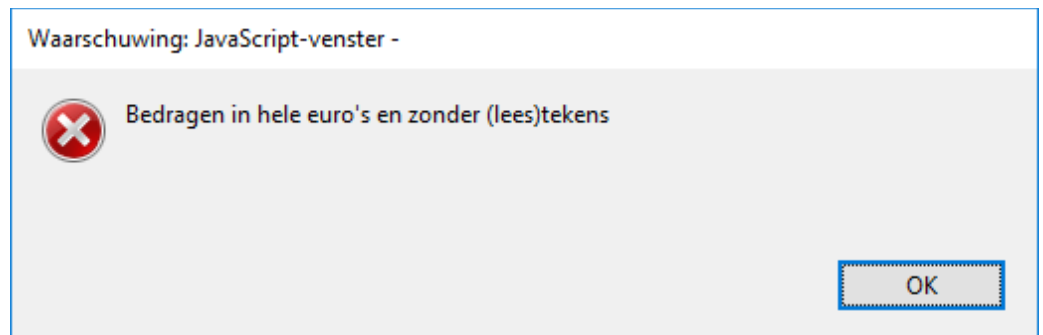 Waarschuwing: JavaScript-venster -
Bedragen in hele euro's en zonder (lees)tekens
OK